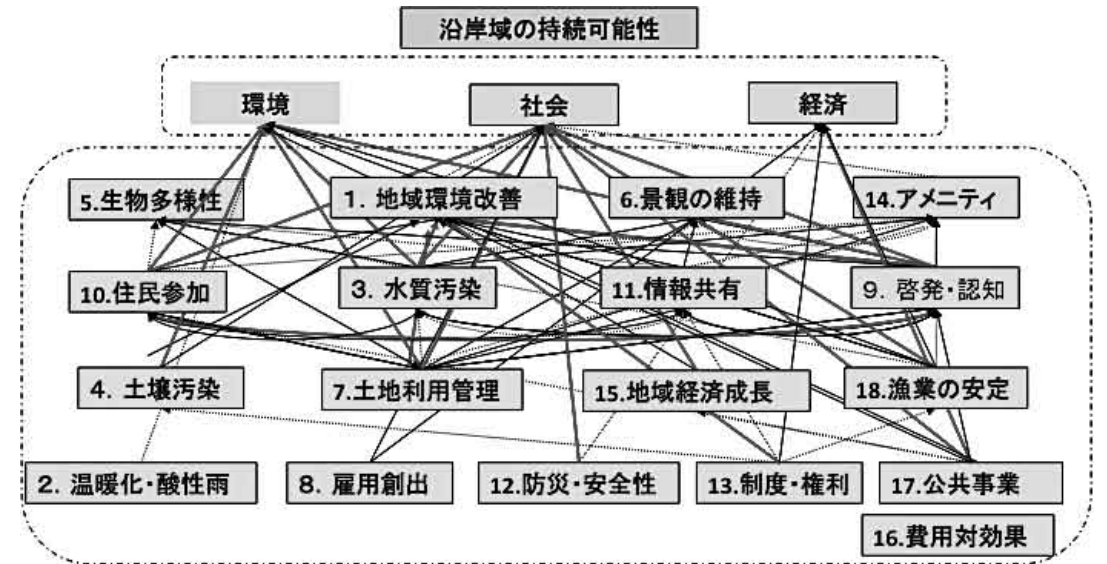 沿岸域の持続可能性
環境
社会
経済
5.生物多様性
1. 地域環境改善
6.景観の維持
14.アメニティ
10.住民参加
3. 水質汚染
11.情報共有
9. 啓発・認知
4. 土壌汚染
7.土地利用管理
15.地域経済成長
18.漁業の安定
2. 温暖化・酸性雨
8. 雇用創出
12.防災・安全性
13.制度・権利
17.公共事業
16.費用対効果